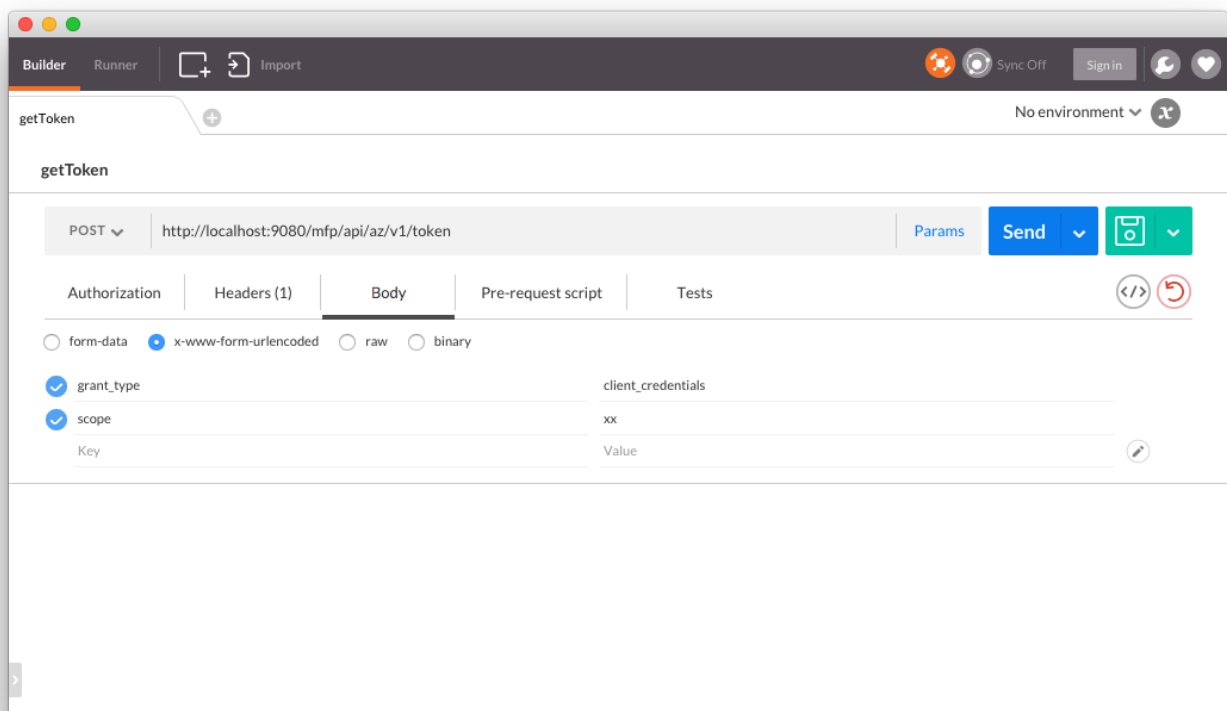 Builder Runner Import Sync Off Sign in
getToken No environment x
getToken
POST http://localhost:9080/mfp/api/az/v1/token Params Send
Authorization Headers (1) Body Pre-request script Tests </>
form-data x-www-form-urlencoded raw binary
grant_type client_credentials
scope xx
Key Value